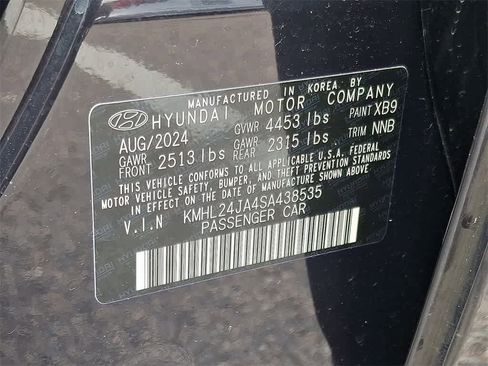 MANUFACTURED IN KOREA BY
HYUNDAI MOTOR COMPANY
AUG/2024 GVWR 4453 lbs PAINT XB9
GAWR FRONT 2513 lbs GAWR REAR 2315 lbs TRIM NNB
THIS VEHICLE CONFORMS TO ALL APPLICABLE U.S.A. FEDERAL
MOTOR VEHICLE SAFETY, BUMPER, AND THEFT PREVENTION STANDARDS
IN EFFECT ON THE DATE OF MANUFACTURE SHOWN ABOVE.
V.I.N KMHL24JA4SA438535
PASSENGER CAR